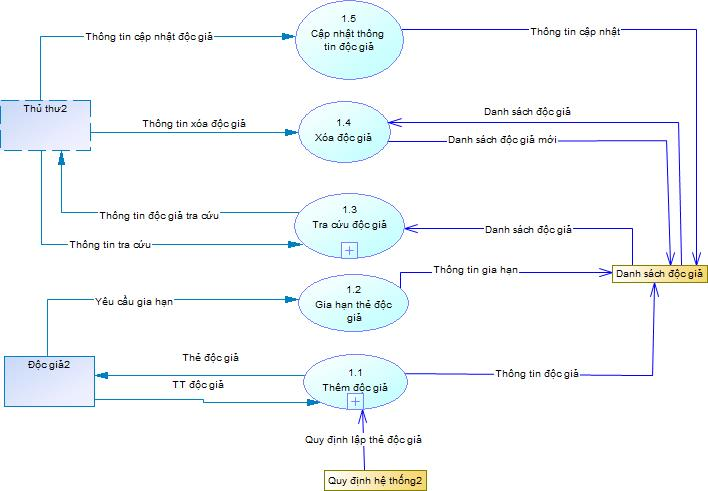 1.5
Cập nhật thông
tin độc giả
Thông tin cập nhật độc giả
Thông tin cập nhật
Thủ thư2
Thông tin xóa độc giả
1.4
Xóa độc giả
Danh sách độc giả
Danh sách độc giả mới
1.3
Tra cứu độc giả
Thông tin độc giả tra cứu
Thông tin tra cứu
Danh sách độc giả
Danh sách độc giả
Thông tin gia hạn
1.2
Gia hạn thẻ độc
giả
Yêu cầu gia hạn
Độc giả2
Thẻ độc giả
TT độc giả
1.1
Thêm độc giả
Thông tin độc giả
Quy định lập thẻ độc giả
Quy định hệ thống2